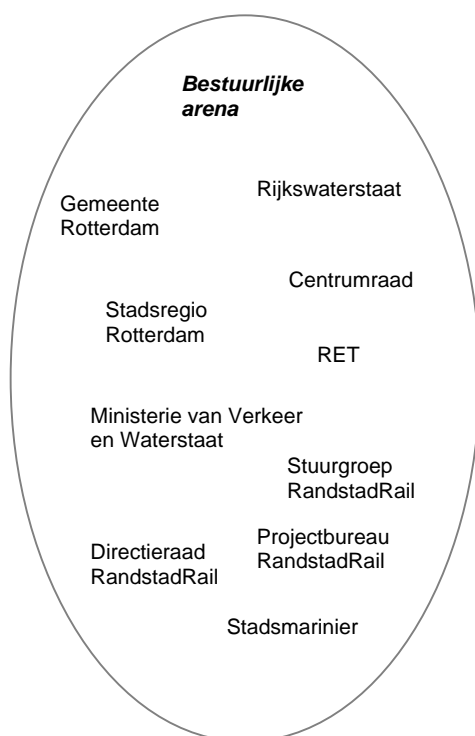 Bestuurlijke
arena
Rijkswaterstaat
Gemeente
Rotterdam
Centrumraad
Stadsregio
Rotterdam
RET
Ministerie van Verkeer
en Waterstaat
Stuurgroep
RandstadRail
Projectbureau
RandstadRail
Directieraad
RandstadRail
Stadsmarinier